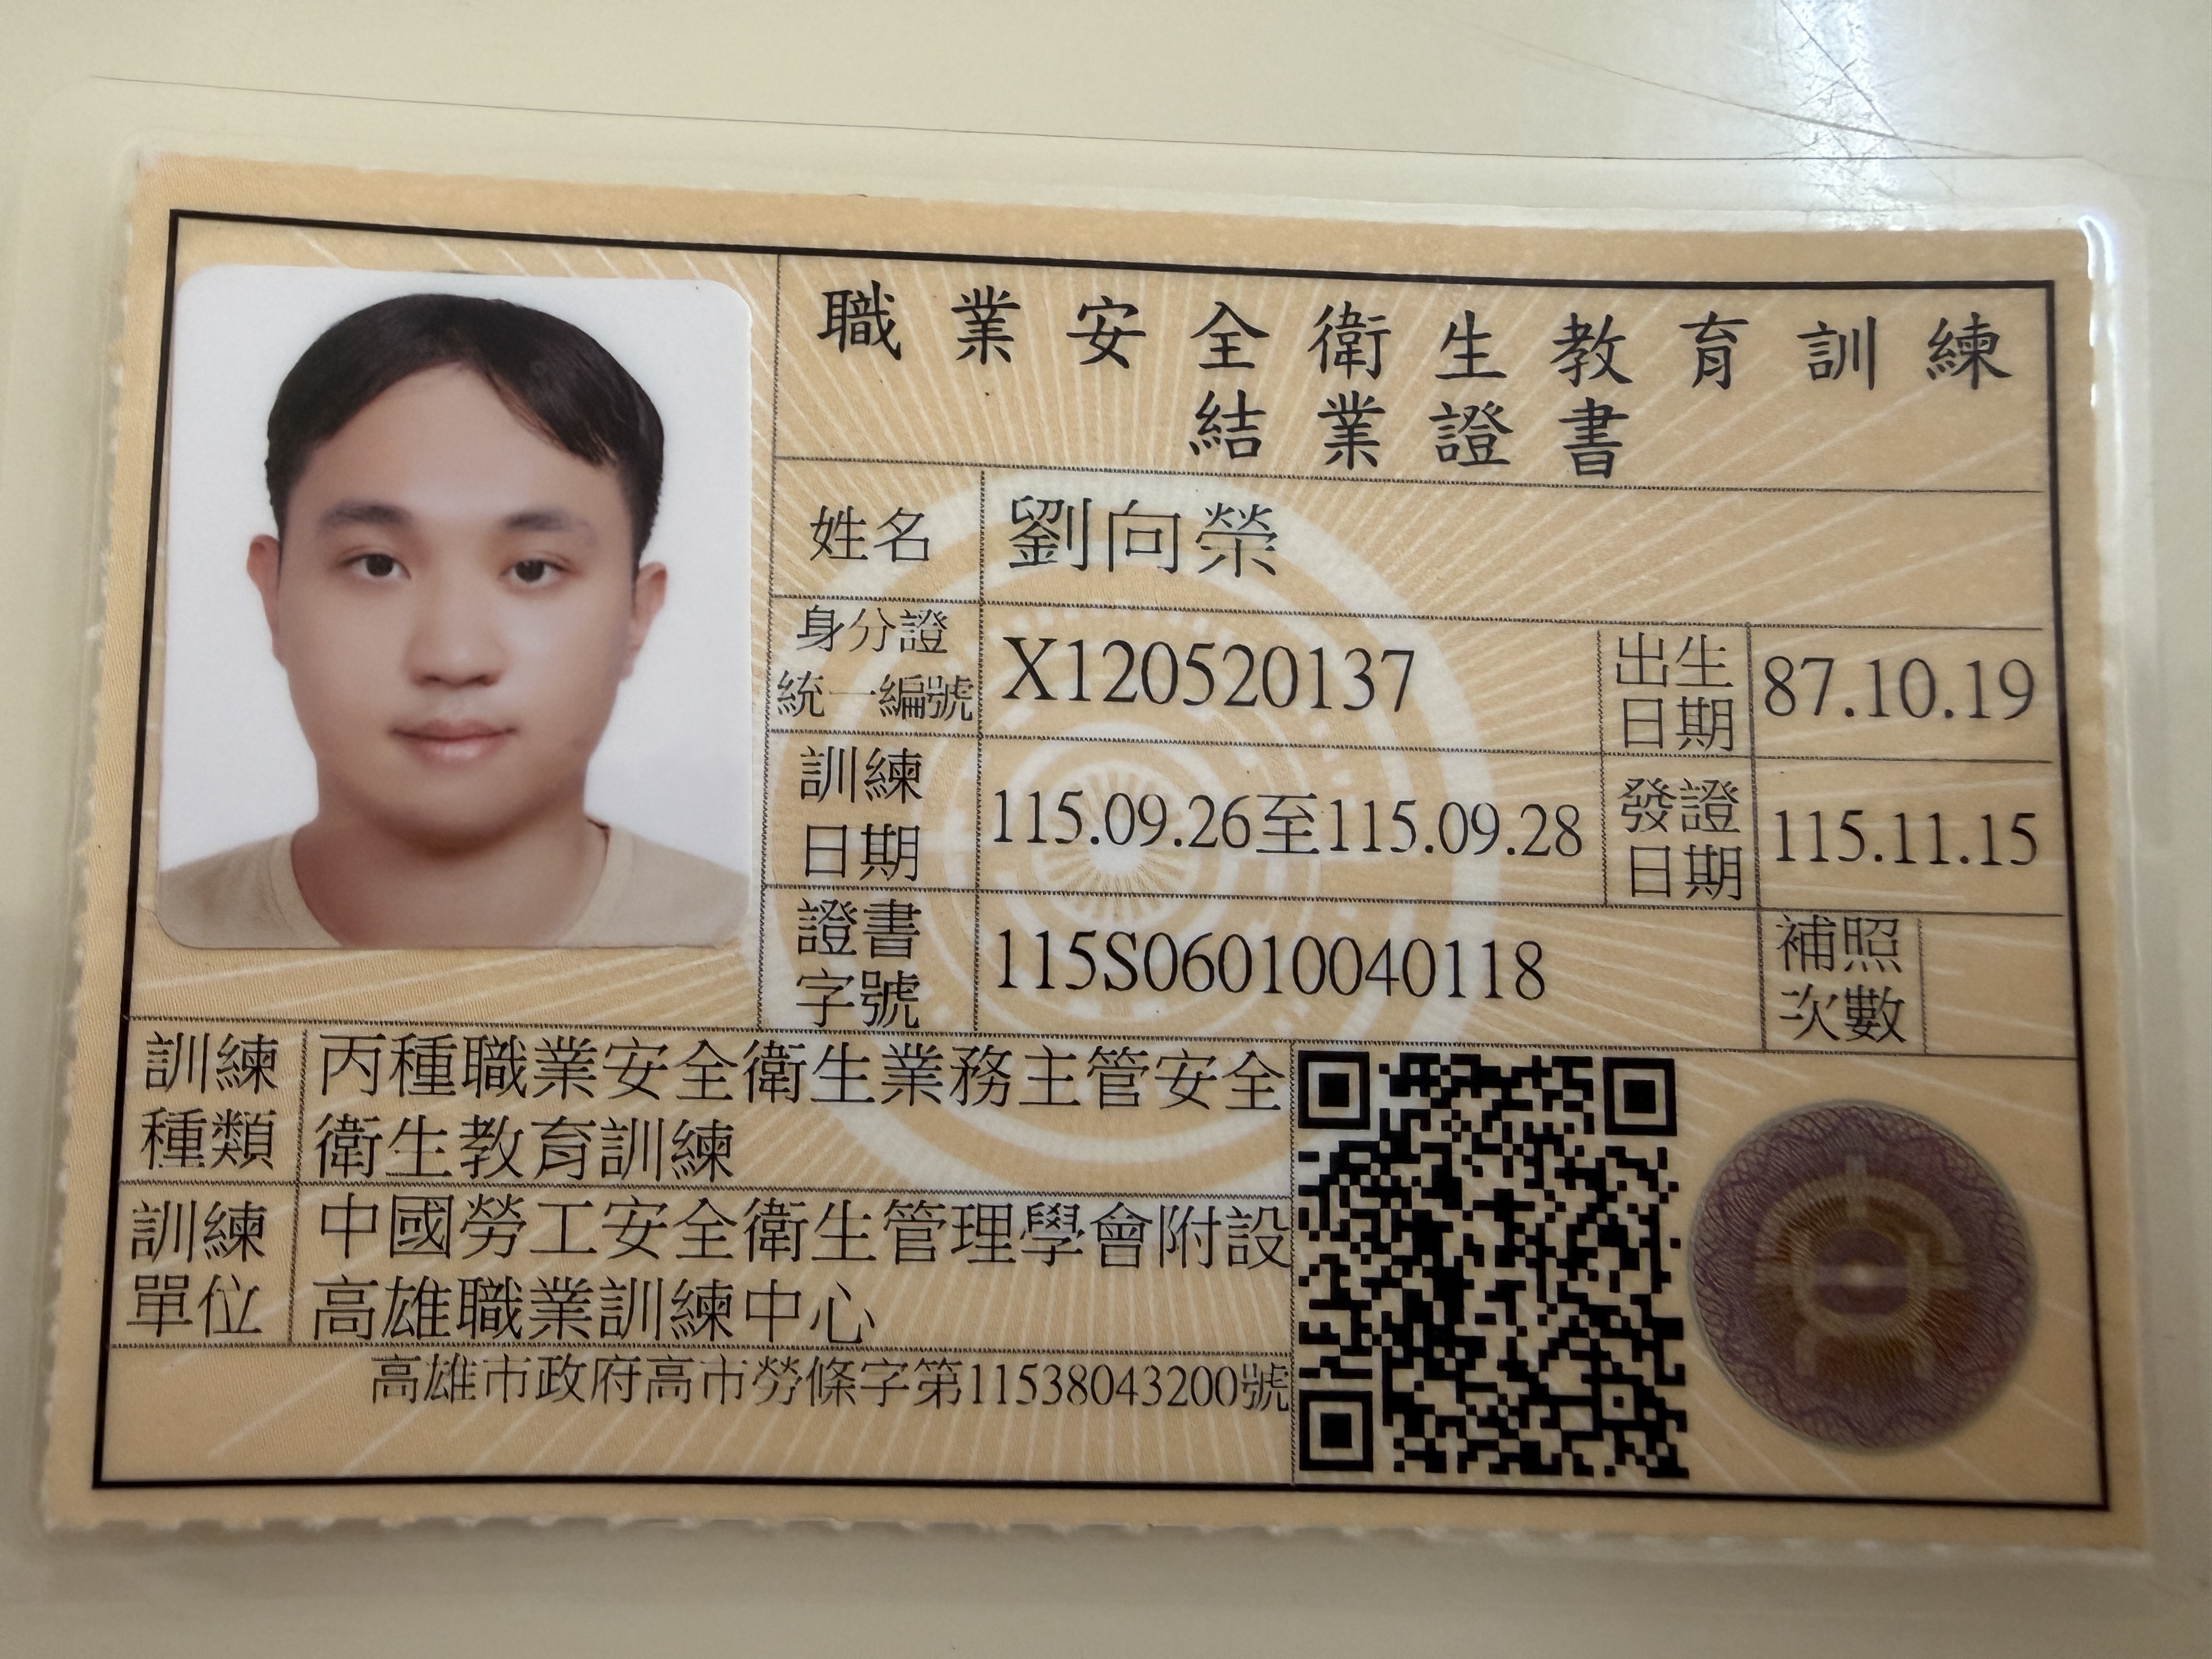 職業安全衛生教育訓練
結業證書
姓名 劉向榮
身分證統一編號 X120520137
出生日期 87.10.19
訓練日期 115.09.26至115.09.28
發證日期 115.11.15
證書字號 115S06010040118
補照次數
訓練種類 丙種職業安全衛生業務主管安全
衛生教育訓練
訓練單位 中國勞工安全衛生管理學會附設
高雄職業訓練中心
高雄市政府高市勞條字第11538043200號